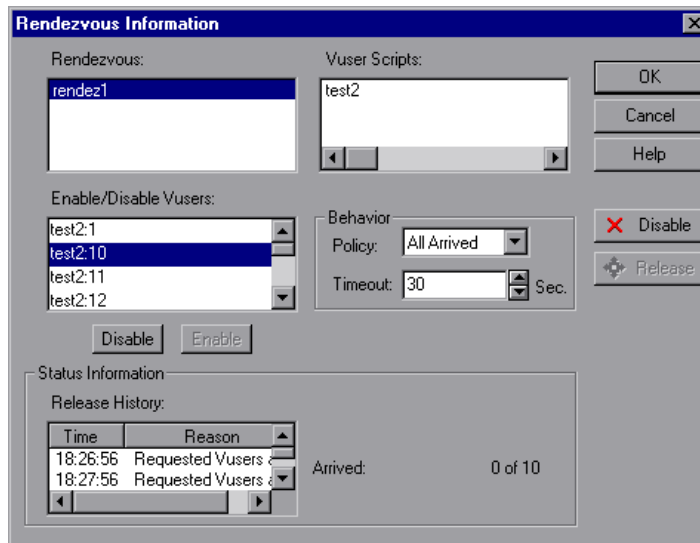 Rendezvous Information
Rendezvous:
rendez1
Vuser Scripts:
test2
OK
Cancel
Help
Enable/Disable Vusers:
test2:1
test2:10
test2:11
test2:12
Disable
Enable
Behavior
Policy: All Arrived
Timeout: 30 Sec.
Disable
Release
Status Information
Release History:
Time Reason
18:26:56 Requested Vusers a
18:27:56 Requested Vusers a
Arrived: 0 of 10